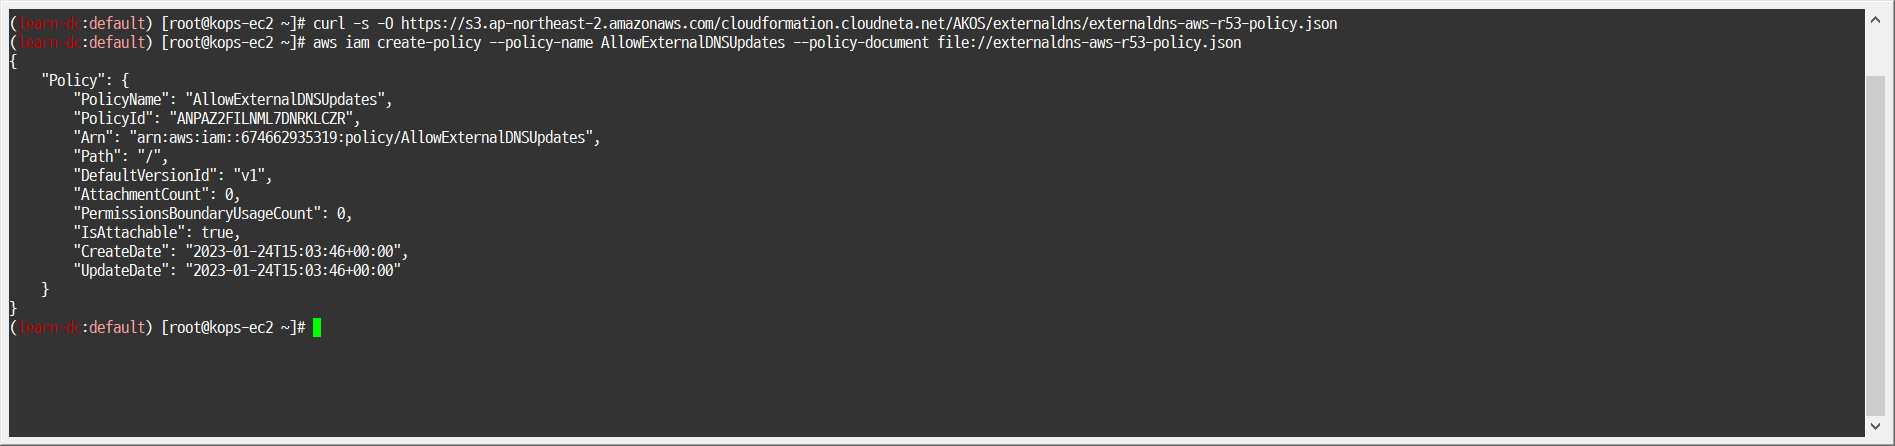 (learn-dc:default) [root@kops-ec2 ~]# curl -s -O https://s3.ap-northeast-2.amazonaws.com/cloudformation.cloudneta.net/AKOS/externaldns/externaldns-aws-r53-policy.json
(learn-dc:default) [root@kops-ec2 ~]# aws iam create-policy --policy-name AllowExternalDNSUpdates --policy-document file://externaldns-aws-r53-policy.json
{
    "Policy": {
        "PolicyName": "AllowExternalDNSUpdates",
        "PolicyId": "ANPAZ2FILNML7DNRKLCZR",
        "Arn": "arn:aws:iam::674662935319:policy/AllowExternalDNSUpdates",
        "Path": "/",
        "DefaultVersionId": "v1",
        "AttachmentCount": 0,
        "PermissionsBoundaryUsageCount": 0,
        "IsAttachable": true,
        "CreateDate": "2023-01-24T15:03:46+00:00",
        "UpdateDate": "2023-01-24T15:03:46+00:00"
    }
}
(learn-dc:default) [root@kops-ec2 ~]#